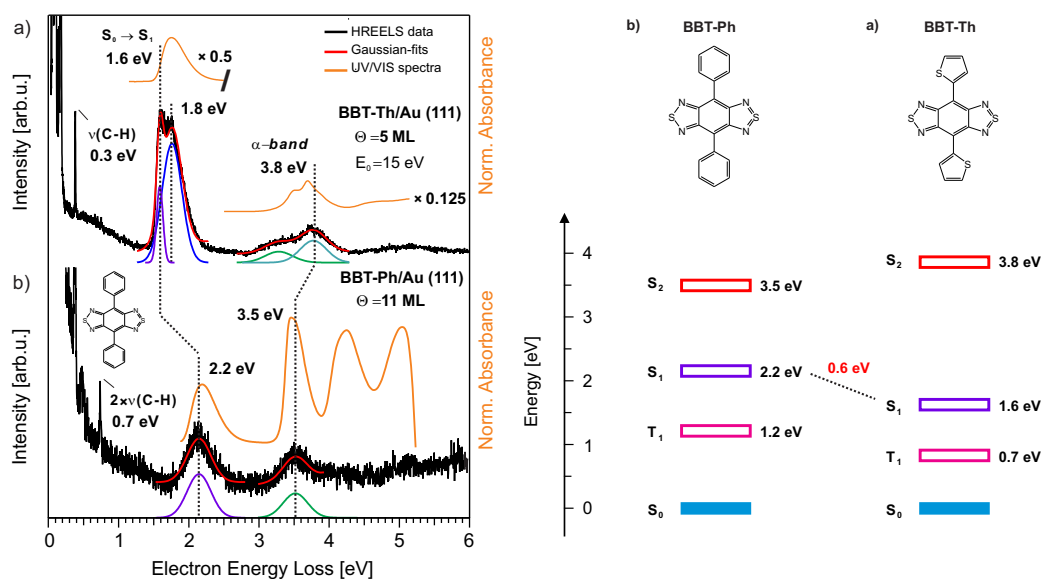 a)
S₀ → S₁
1.6 eV
× 0.5
HREELS data
Gaussian-fits
UV/VIS spectra
1.8 eV
ν(C-H)
0.3 eV
BBT-Th/Au (111)
Θ = 5 ML
E₀ = 15 eV
α-band
3.8 eV
× 0.125
Intensity [arb.u.]
Norm. Absorbance
b)
N
N
S
S
N
N
BBT-Ph/Au (111)
Θ = 11 ML
3.5 eV
2.2 eV
2×ν(C-H)
0.7 eV
Intensity [arb.u.]
Norm. Absorbance
0 1 2 3 4 5 6
Electron Energy Loss [eV]
b) BBT-Ph
N
N
S
S
N
N
a) BBT-Th
S
N
N
S
S
N
N
S
Energy [eV]
4
3
2
1
0
S₂ 3.5 eV
S₁ 2.2 eV
T₁ 1.2 eV
S₀
0.6 eV
S₂ 3.8 eV
S₁ 1.6 eV
T₁ 0.7 eV
S₀